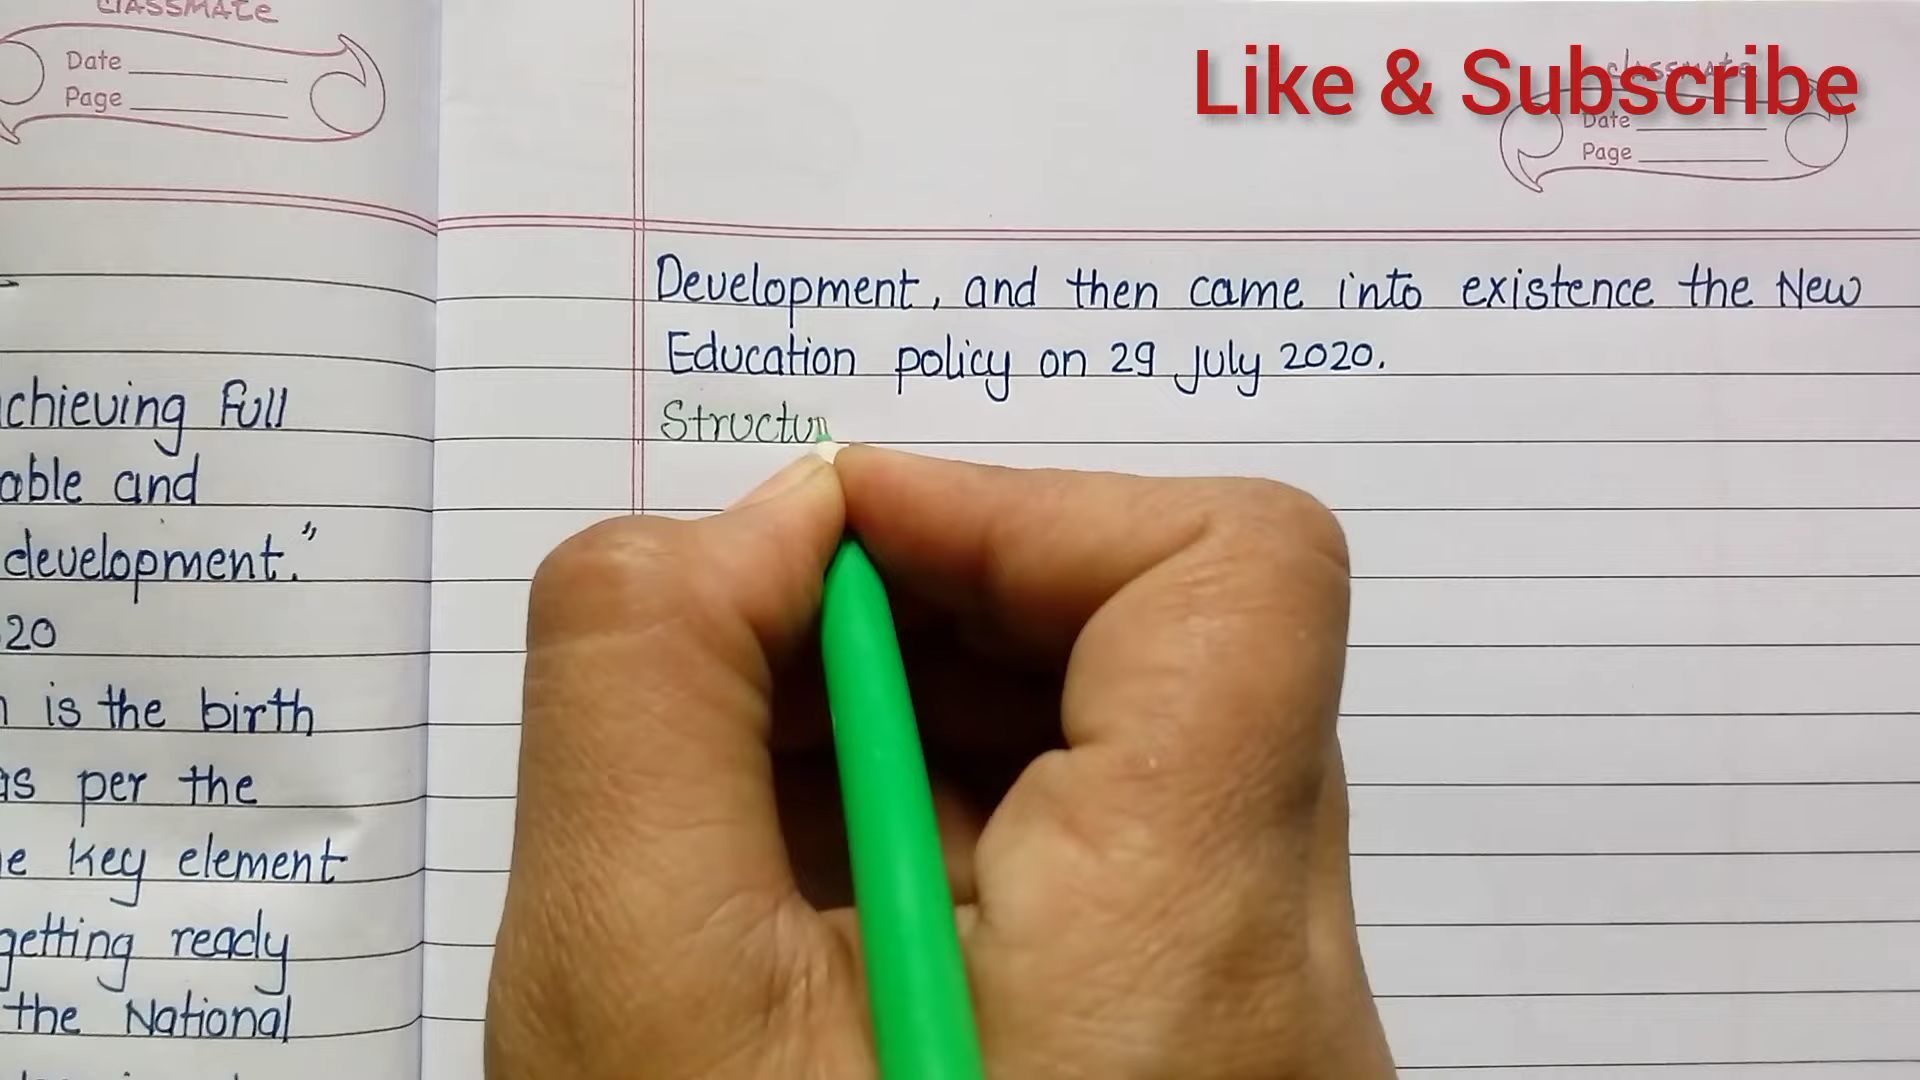 classmate
Date
Page
chieving full
able and
development."
20
is the birth
as per the
e key element
getting ready
the National
Like & Subscribe
classmate
Date
Page
Development, and then came into existence the New
Education policy on 29 July 2020.
Structu